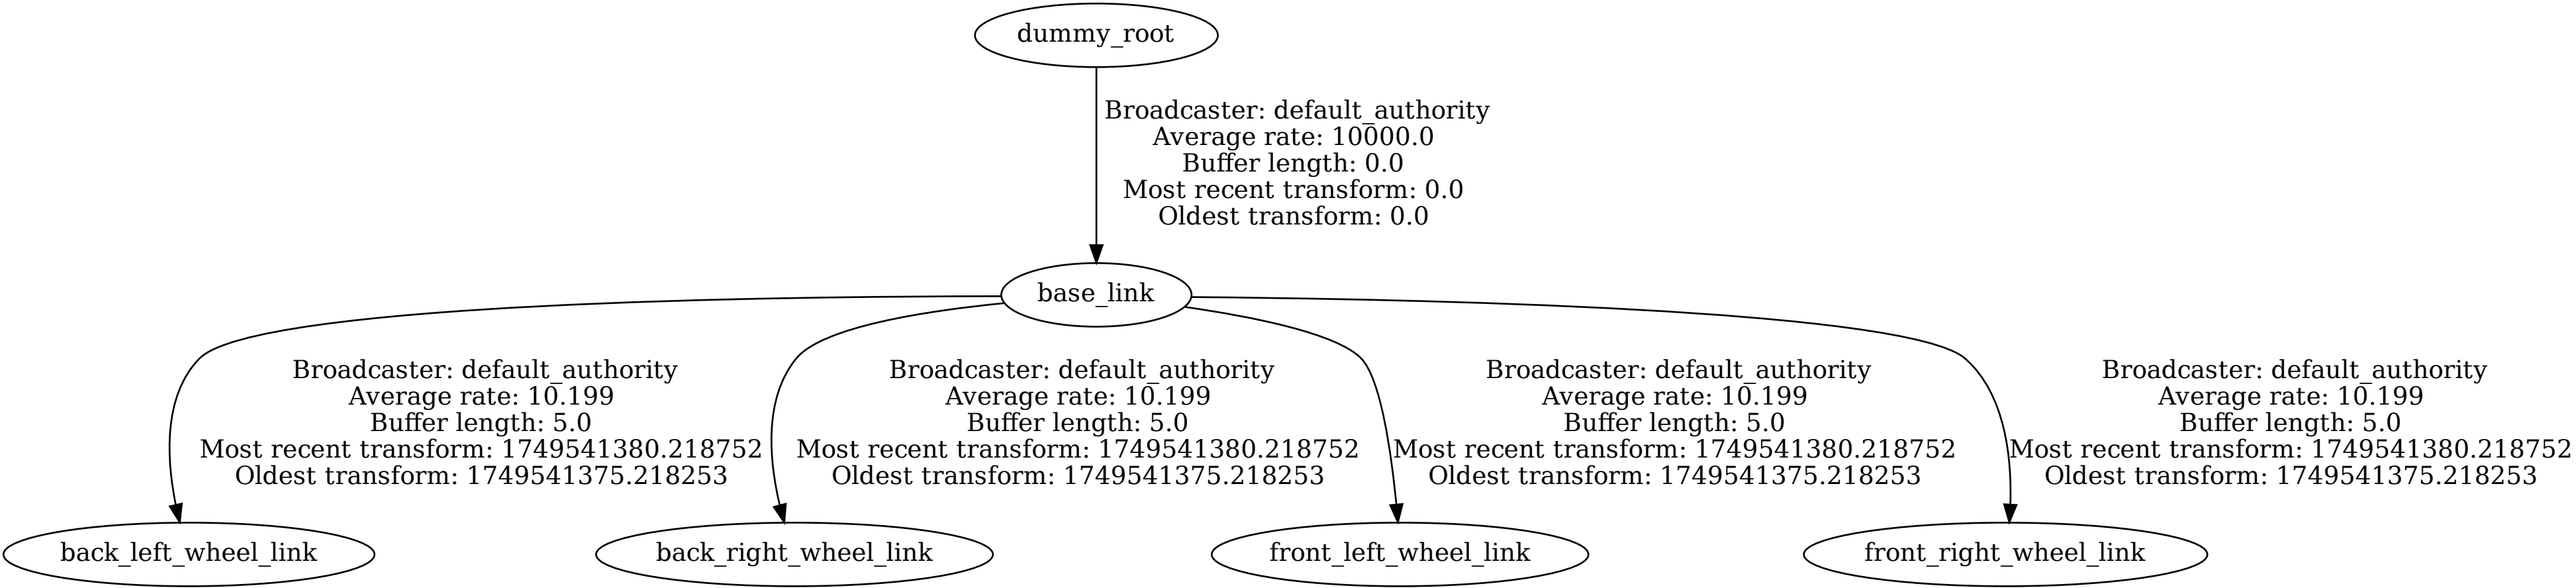 dummy_root
Broadcaster: default_authority
Average rate: 10000.0
Buffer length: 0.0
Most recent transform: 0.0
Oldest transform: 0.0
base_link
Broadcaster: default_authority
Average rate: 10.199
Buffer length: 5.0
Most recent transform: 1749541380.218752
Oldest transform: 1749541375.218253
Broadcaster: default_authority
Average rate: 10.199
Buffer length: 5.0
Most recent transform: 1749541380.218752
Oldest transform: 1749541375.218253
Broadcaster: default_authority
Average rate: 10.199
Buffer length: 5.0
Most recent transform: 1749541380.218752
Oldest transform: 1749541375.218253
Broadcaster: default_authority
Average rate: 10.199
Buffer length: 5.0
Most recent transform: 1749541380.218752
Oldest transform: 1749541375.218253
back_left_wheel_link
back_right_wheel_link
front_left_wheel_link
front_right_wheel_link